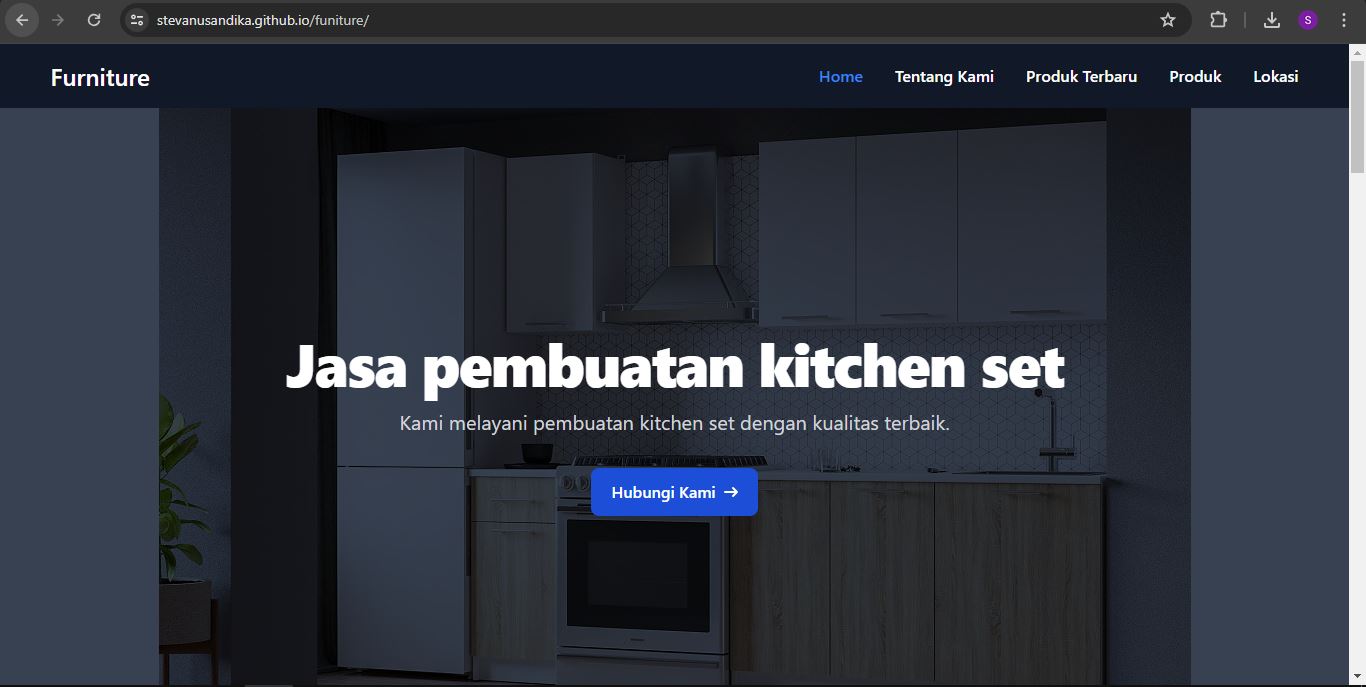 stevanusandika.github.io/funiture/
S
Furniture
Home Tentang Kami Produk Terbaru Produk Lokasi
Jasa pembuatan kitchen set
Kami melayani pembuatan kitchen set dengan kualitas terbaik.
Hubungi Kami →